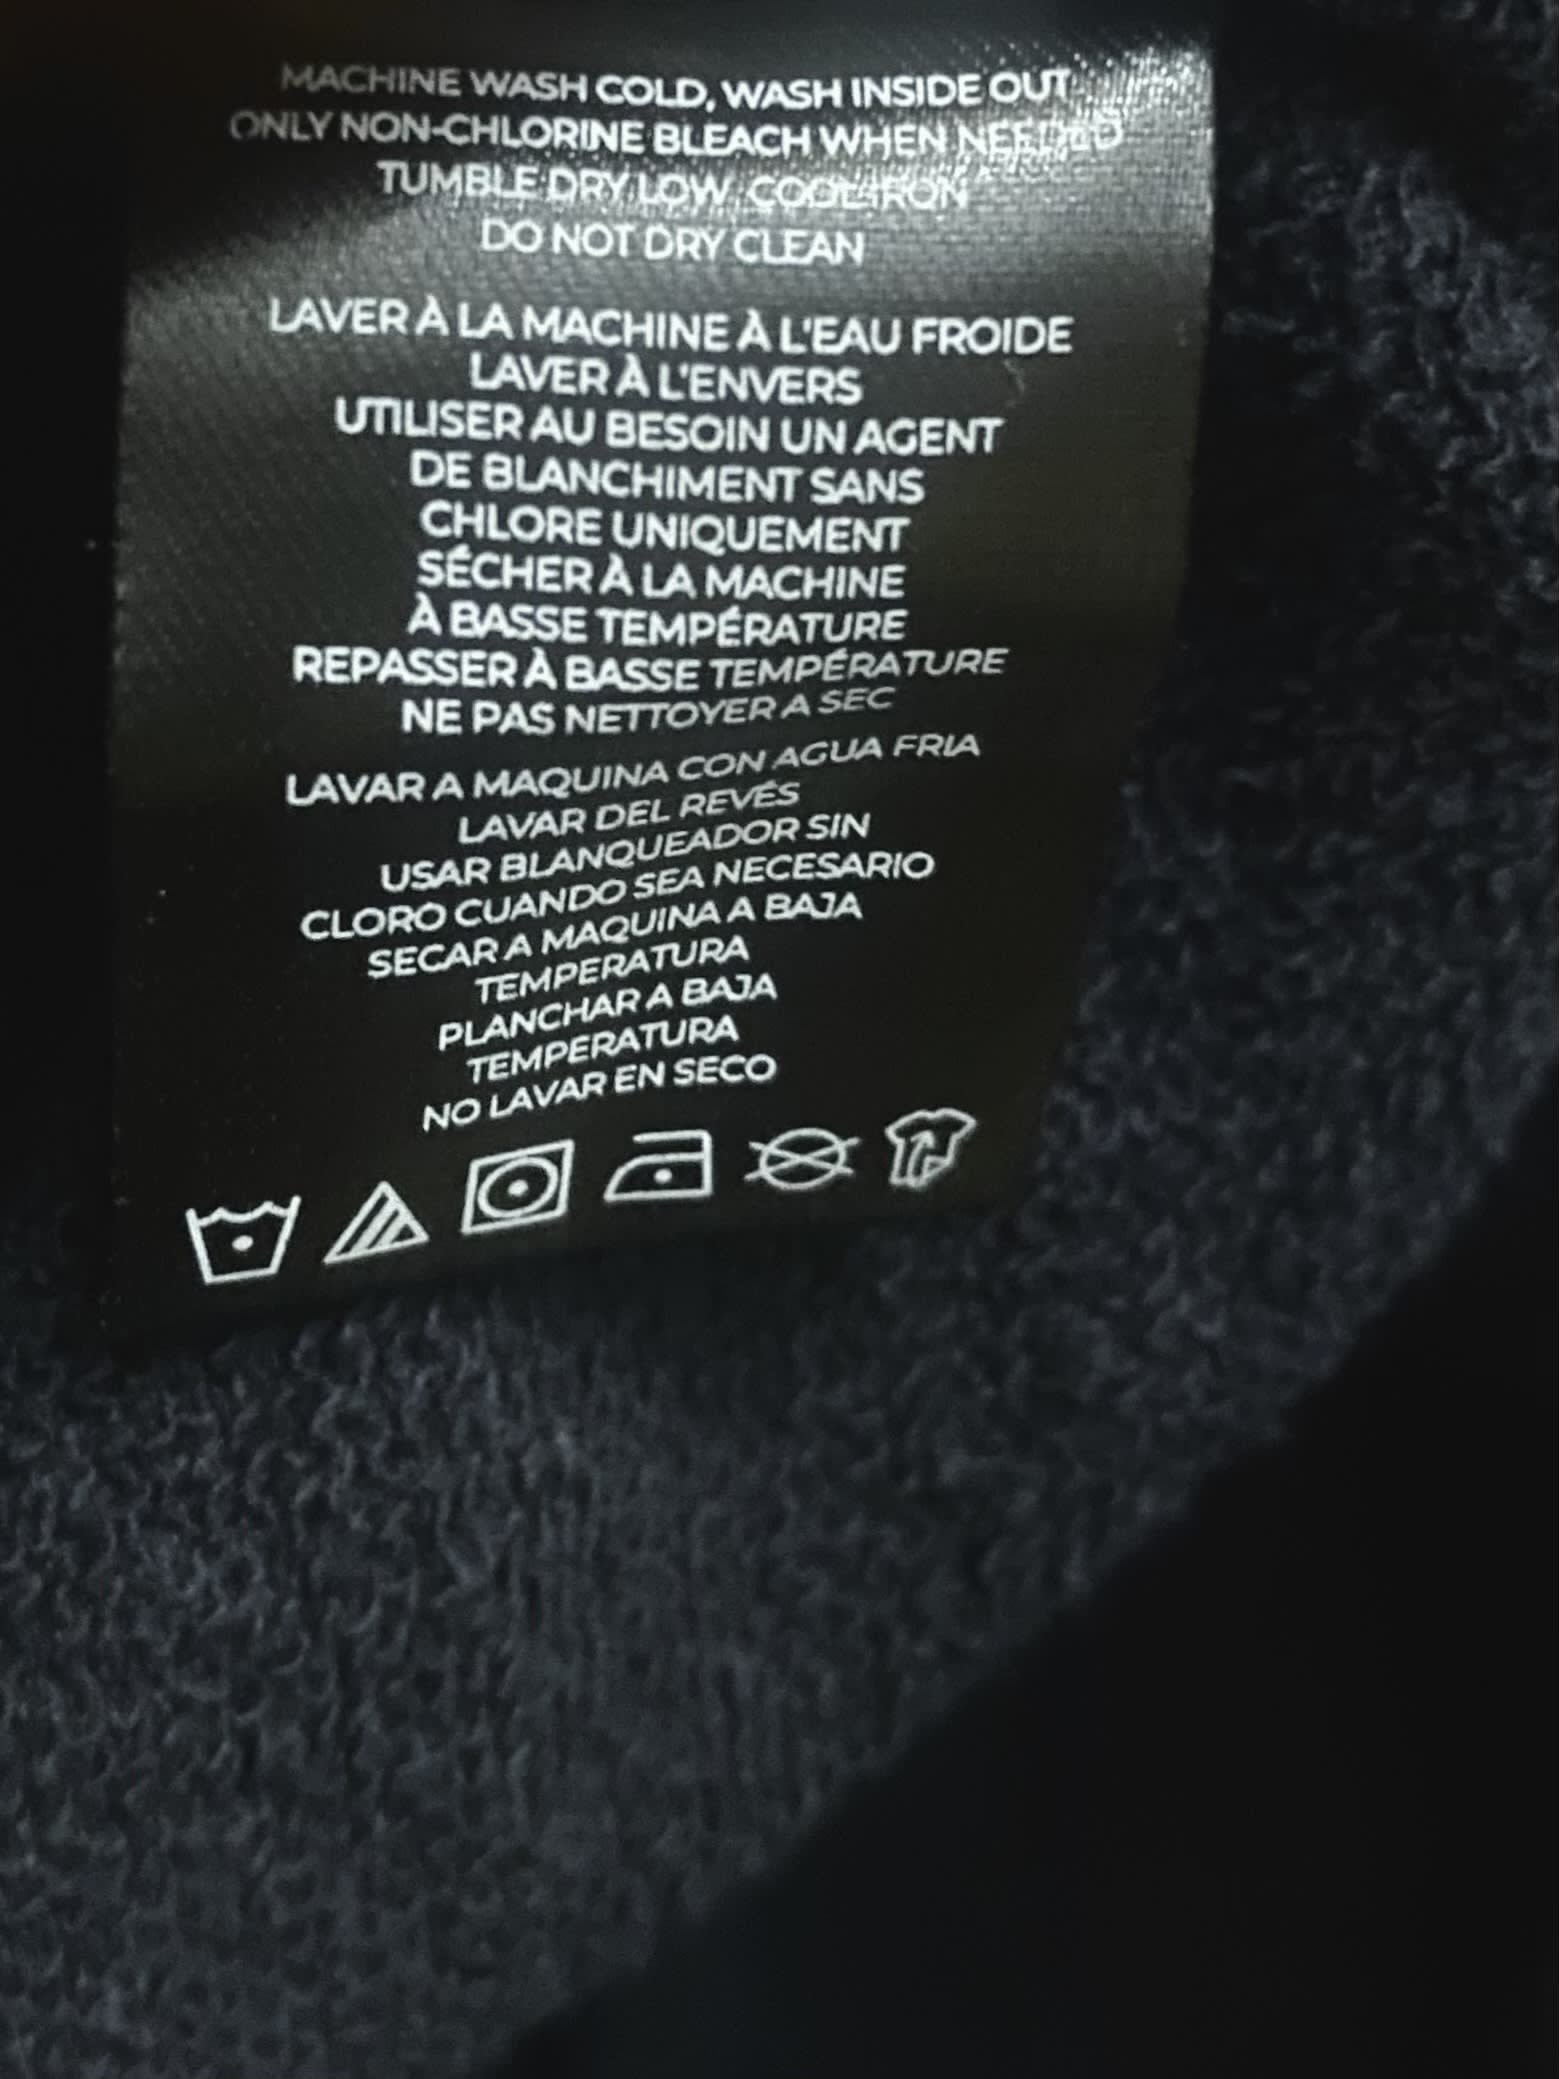 MACHINE WASH COLD, WASH INSIDE OUT
ONLY NON-CHLORINE BLEACH WHEN NEEDED
TUMBLE DRY LOW, COOL IRON
DO NOT DRY CLEAN
LAVER À LA MACHINE À L'EAU FROIDE
LAVER À L'ENVERS
UTILISER AU BESOIN UN AGENT
DE BLANCHIMENT SANS
CHLORE UNIQUEMENT
SÉCHER À LA MACHINE
À BASSE TEMPÉRATURE
REPASSER À BASSE TEMPÉRATURE
NE PAS NETTOYER A SEC
LAVAR A MAQUINA CON AGUA FRIA
LAVAR DEL REVÉS
USAR BLANQUEADOR SIN
CLORO CUANDO SEA NECESARIO
SECAR A MAQUINA A BAJA
TEMPERATURA
PLANCHAR A BAJA
TEMPERATURA
NO LAVAR EN SECO